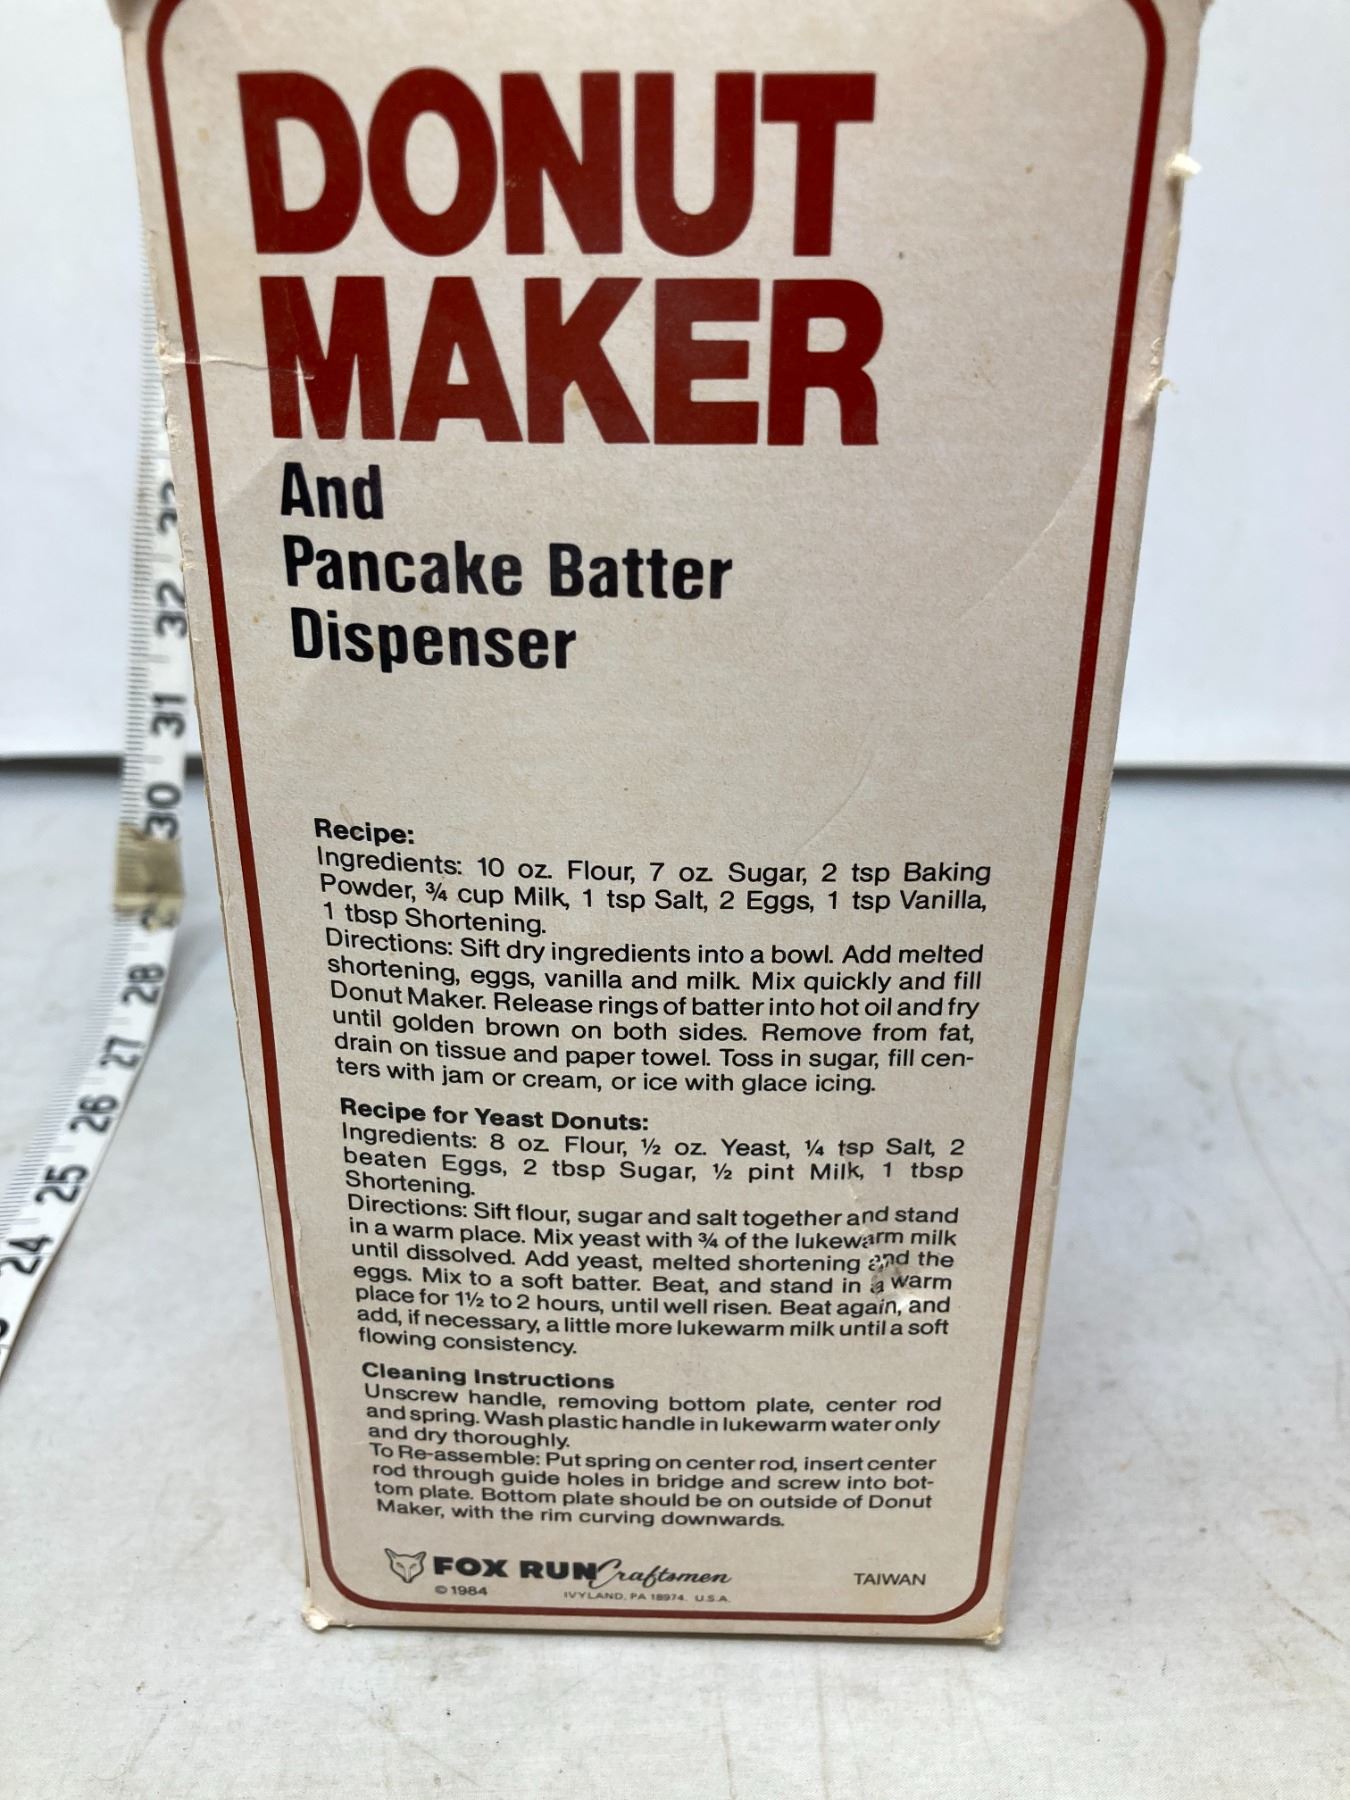 DONUT
MAKER
And
Pancake Batter
Dispenser
Recipe:
Ingredients: 10 oz. Flour, 7 oz. Sugar, 2 tsp Baking
Powder, ¾ cup Milk, 1 tsp Salt, 2 Eggs, 1 tsp Vanilla,
1 tbsp Shortening.
Directions: Sift dry ingredients into a bowl. Add melted
shortening, eggs, vanilla and milk. Mix quickly and fill
Donut Maker. Release rings of batter into hot oil and fry
until golden brown on both sides. Remove from fat,
drain on tissue and paper towel. Toss in sugar, fill cen-
ters with jam or cream, or ice with glace icing.
Recipe for Yeast Donuts:
Ingredients: 8 oz. Flour, ½ oz. Yeast, ¼ tsp Salt, 2
beaten Eggs, 2 tbsp Sugar, ½ pint Milk, 1 tbsp
Shortening.
Directions: Sift flour, sugar and salt together and stand
in a warm place. Mix yeast with ¾ of the lukewarm milk
until dissolved. Add yeast, melted shortening and the
eggs. Mix to a soft batter. Beat, and stand in a warm
place for 1½ to 2 hours, until well risen. Beat again, and
add, if necessary, a little more lukewarm milk until a soft
flowing consistency.
Cleaning Instructions
Unscrew handle, removing bottom plate, center rod
and spring. Wash plastic handle in lukewarm water only
and dry thoroughly.
To Re-assemble: Put spring on center rod, insert center
rod through guide holes in bridge and screw into bot-
tom plate. Bottom plate should be on outside of Donut
Maker, with the rim curving downwards.
FOX RUN Craftsmen
© 1984
IVYLAND, PA 18974 U.S.A.
TAIWAN
32
31
30
28
27
26
25
24